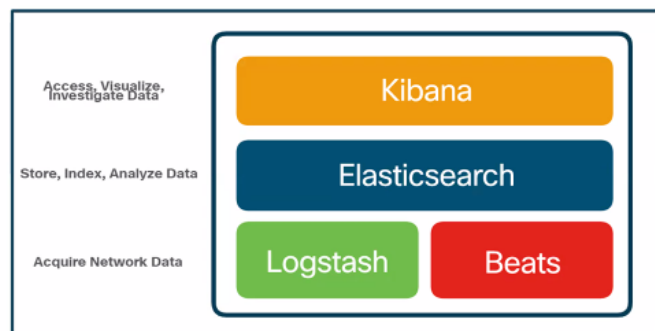 Access, Visualize,
Investigate Data
Kibana
Store, Index, Analyze Data
Elasticsearch
Acquire Network Data
Logstash
Beats